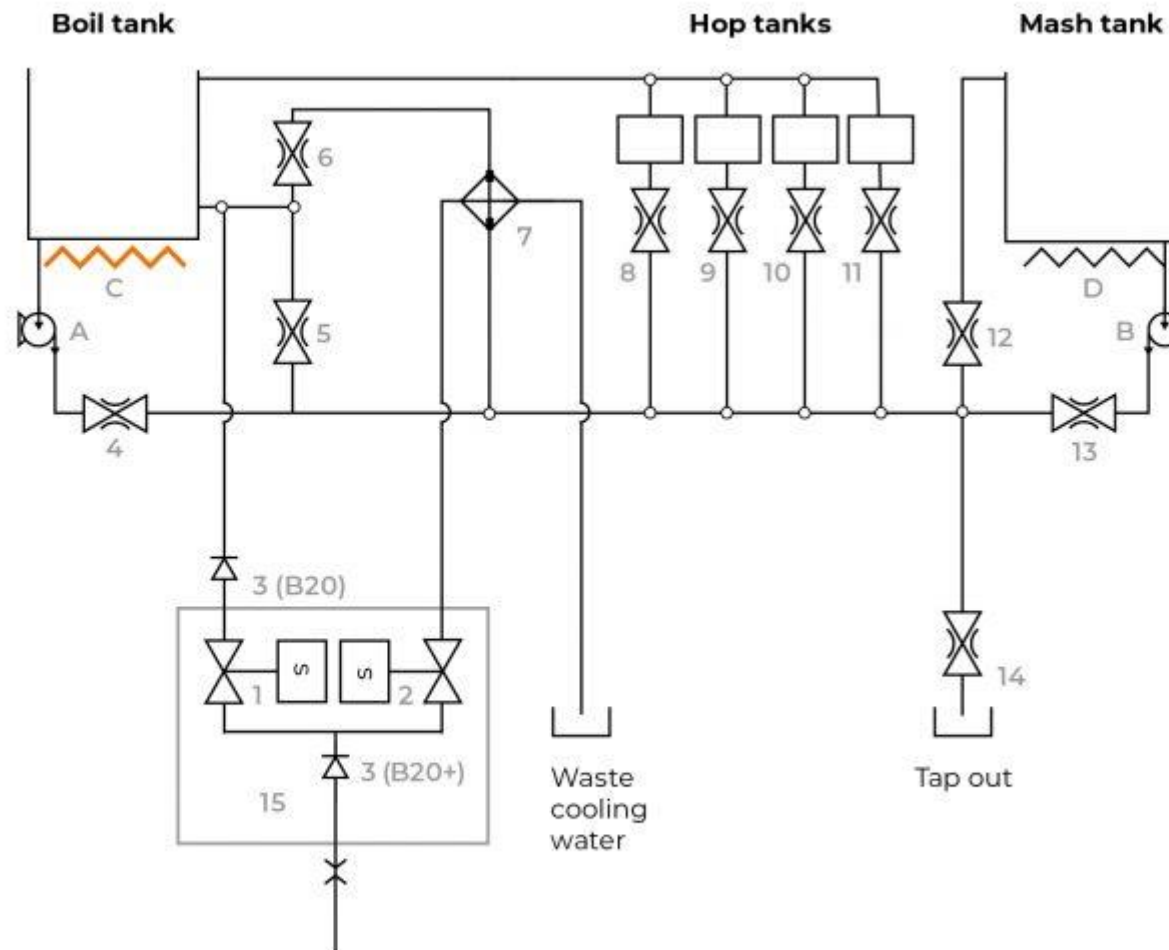 Boil tank
Hop tanks
Mash tank
6
7
C
8
9
10
11
D
A
5
12
B
4
13
3 (B20)
S
S
1
2
14
3 (B20+)
15
Waste
cooling
water
Tap out